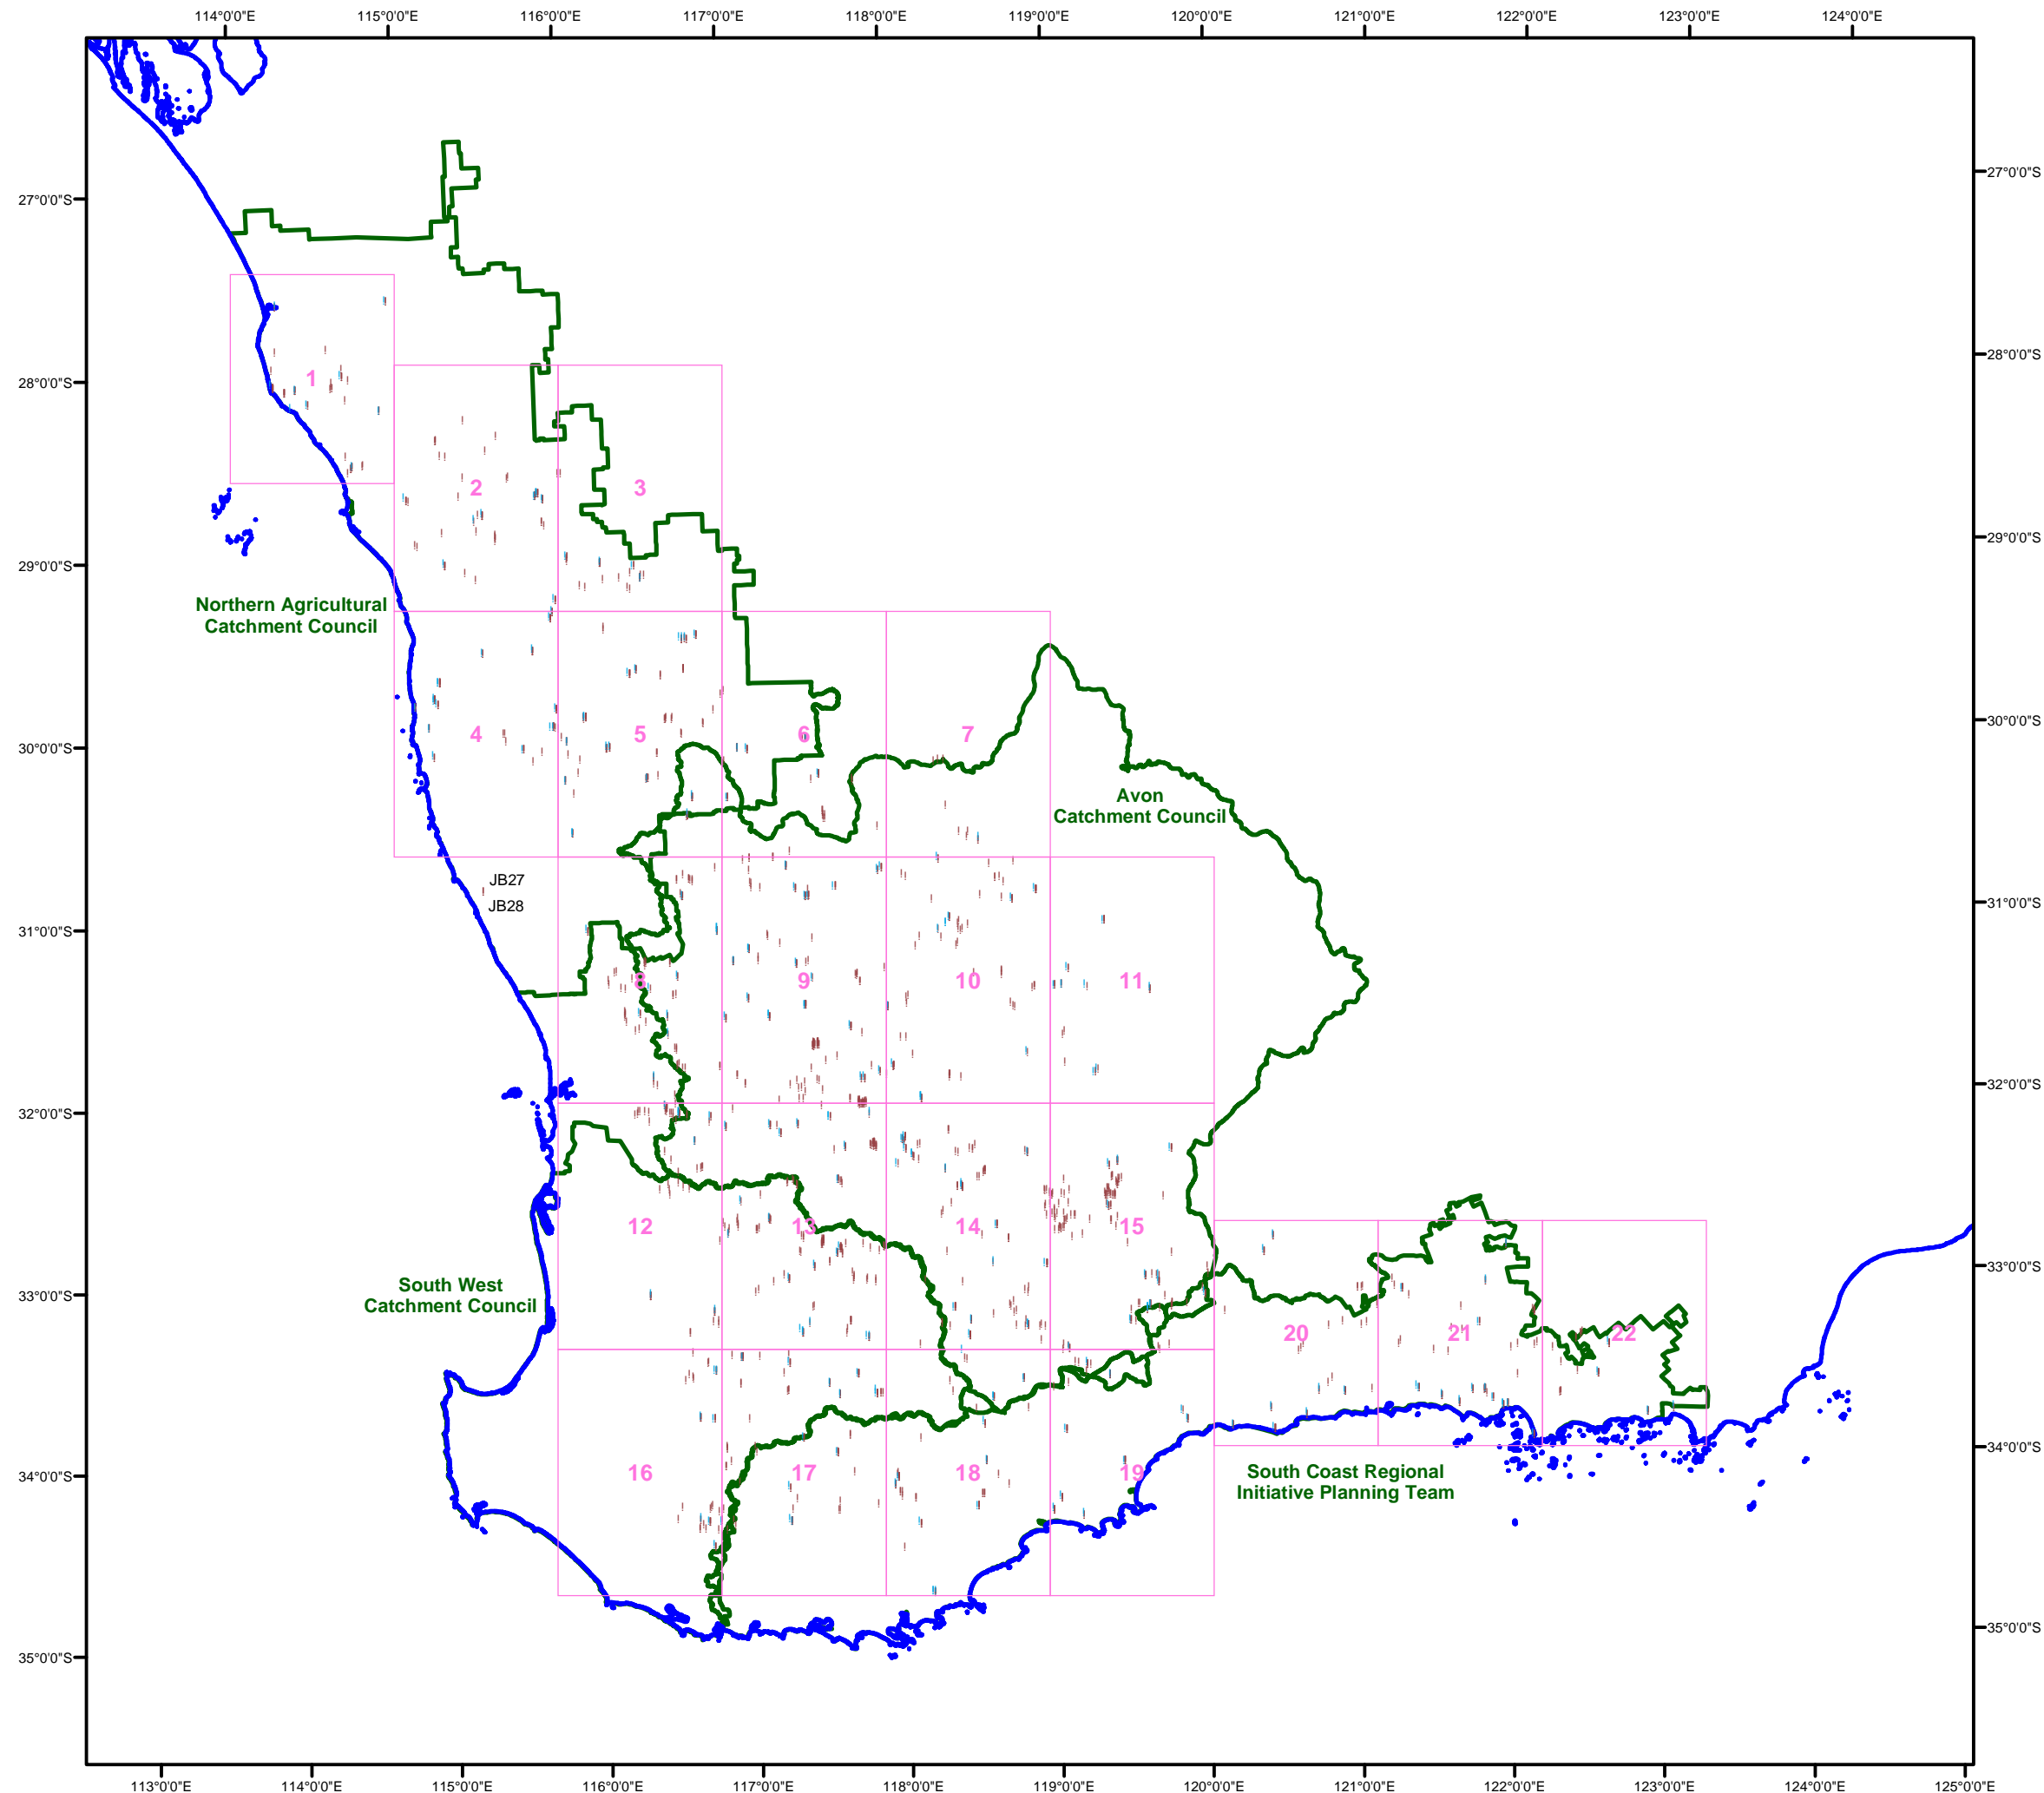 114°0'0"E 115°0'0"E 116°0'0"E 117°0'0"E 118°0'0"E 119°0'0"E 120°0'0"E 121°0'0"E 122°0'0"E 123°0'0"E 124°0'0"E
27°0'0"S 27°0'0"S
28°0'0"S 28°0'0"S
1
2 3
29°0'0"S 29°0'0"S
Northern Agricultural
Catchment Council
30°0'0"S 4 5 6 7 30°0'0"S
Avon
Catchment Council
JB27
JB28
31°0'0"S 31°0'0"S
8 9 10 11
32°0'0"S 32°0'0"S
12 13 14 15
South West
Catchment Council
33°0'0"S 33°0'0"S
20 21 22
34°0'0"S 34°0'0"S
16 17 18 19
South Coast Regional
Initiative Planning Team
35°0'0"S 35°0'0"S
113°0'0"E 114°0'0"E 115°0'0"E 116°0'0"E 117°0'0"E 118°0'0"E 119°0'0"E 120°0'0"E 121°0'0"E 122°0'0"E 123°0'0"E 124°0'0"E 125°0'0"E